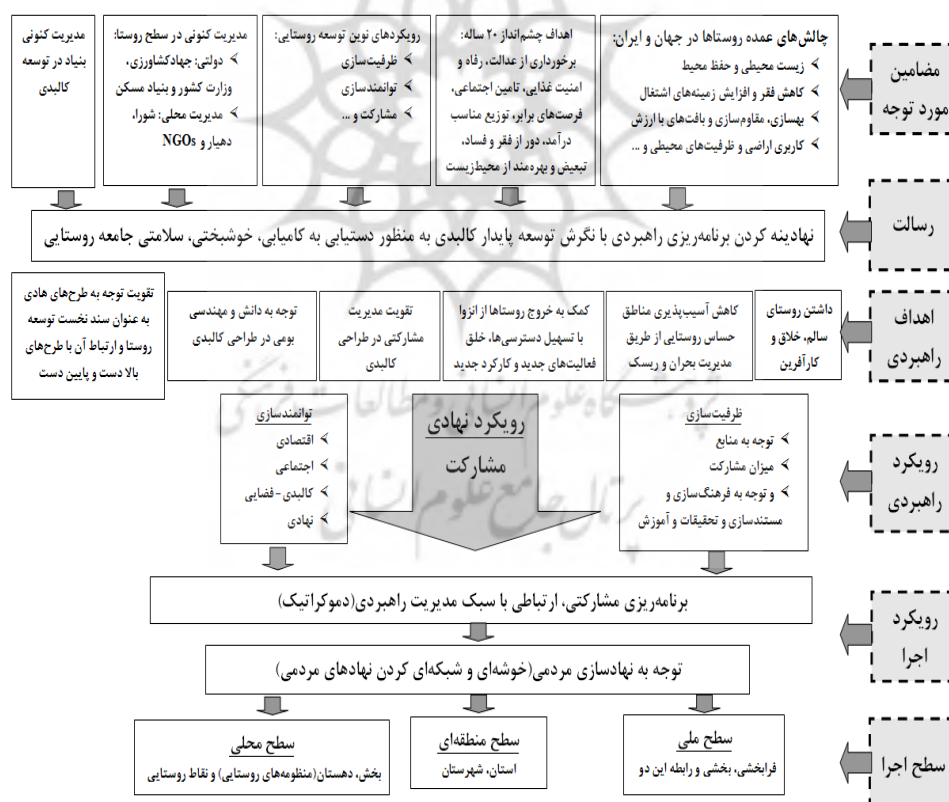 مضامین
مورد توجه
چالش‌های عمده روستاها در جهان و ایران:
زیست محیطی و حفظ محیط
کاهش فقر و افزایش زمینه‌های اشتغال
بهسازی، مقاوم‌سازی و بافت‌های با ارزش
کاربری اراضی و ظرفیت‌های محیطی و ...
اهداف چشم‌انداز ۲۰ ساله:
برخورداری از عدالت، رفاه و
امنیت غذایی، تامین اجتماعی،
فرصت‌های برابر، توزیع مناسب
درآمد، دور از فقر و فساد،
تبعیض و بهره‌مند از محیط‌زیست
رویکردهای نوین توسعه روستایی:
ظرفیت‌سازی
توانمندسازی
مشارکت و ...
مدیریت کنونی در سطح روستا:
دولتی: جهادکشاورزی،
وزارت کشور و بنیاد مسکن
مدیریت محلی: شورا،
دهیار و NGOs
مدیریت کنونی
بنیاد در توسعه
کالبدی
رسالت
نهادینه کردن برنامه‌ریزی راهبردی با نگرش توسعه پایدار کالبدی به منظور دستیابی به کامیابی، خوشبختی، سلامتی جامعه روستایی
اهداف
راهبردی
داشتن روستای
سالم، خلاق و
کارآفرین
کاهش آسیب‌پذیری مناطق
حساس روستایی از طریق
مدیریت بحران و ریسک
کمک به خروج روستاها از انزوا
با تسهیل دسترسی‌ها، خلق
فعالیت‌های جدید و کارکرد جدید
تقویت مدیریت
مشارکتی در طراحی
کالبدی
توجه به دانش و مهندسی
بومی در طراحی کالبدی
تقویت توجه به طرح‌های هادی
به عنوان سند نخست توسعه
روستا و ارتباط آن با طرح‌های
بالا دست و پایین دست
رویکرد
راهبردی
ظرفیت‌سازی
توجه به منابع
میزان مشارکت
و توجه به فرهنگ‌سازی و
مستندسازی و تحقیقات و آموزش
رویکرد نهادی
مشارکت
توانمندسازی
اقتصادی
اجتماعی
کالبدی-فضایی
نهادی
پژوهشگاه علوم انسانی و مطالعات فرهنگی
پرتال جامع علوم انسانی
رویکرد
اجرا
برنامه‌ریزی مشارکتی، ارتباطی با سبک مدیریت راهبردی(دموکراتیک)
توجه به نهادسازی مردمی(خوشه‌ای و شبکه‌ای کردن نهادهای مردمی)
سطح اجرا
سطح ملی
فرابخشی، بخشی و رابطه این دو
سطح منطقه‌ای
استان، شهرستان
سطح محلی
بخش، دهستان(منظومه‌های روستایی) و نقاط روستایی